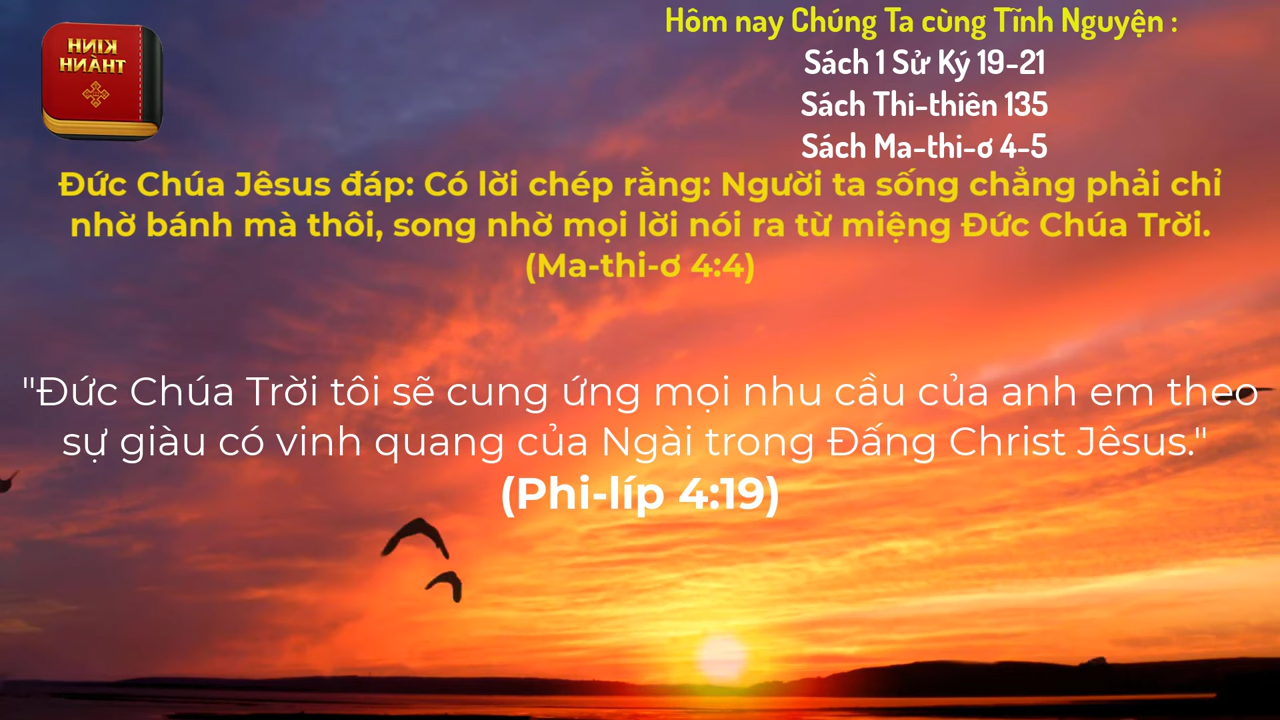 KINH
THÁNH
Hôm nay Chúng Ta cùng Tĩnh Nguyện :
Sách 1 Sử Ký 19-21
Sách Thi-thiên 135
Sách Ma-thi-ơ 4-5
Đức Chúa Jêsus đáp: Có lời chép rằng: Người ta sống chẳng phải chỉ
nhờ bánh mà thôi, song nhờ mọi lời nói ra từ miệng Đức Chúa Trời.
(Ma-thi-ơ 4:4)
"Đức Chúa Trời tôi sẽ cung ứng mọi nhu cầu của anh em theo
sự giàu có vinh quang của Ngài trong Đấng Christ Jêsus."
(Phi-líp 4:19)